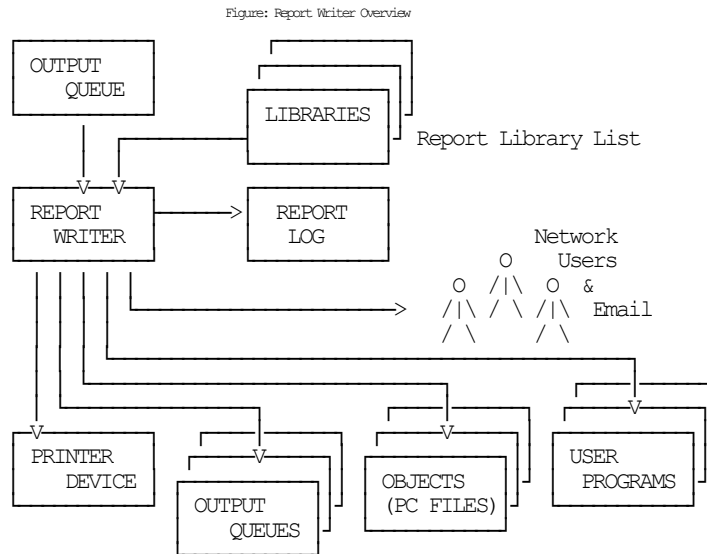 Figure: Report Writer Overview
OUTPUT
QUEUE
LIBRARIES
Report Library List
REPORT
WRITER
REPORT
LOG
Network
Users
&
Email
PRINTER
DEVICE
OUTPUT
QUEUES
OBJECTS
(PC FILES)
USER
PROGRAMS